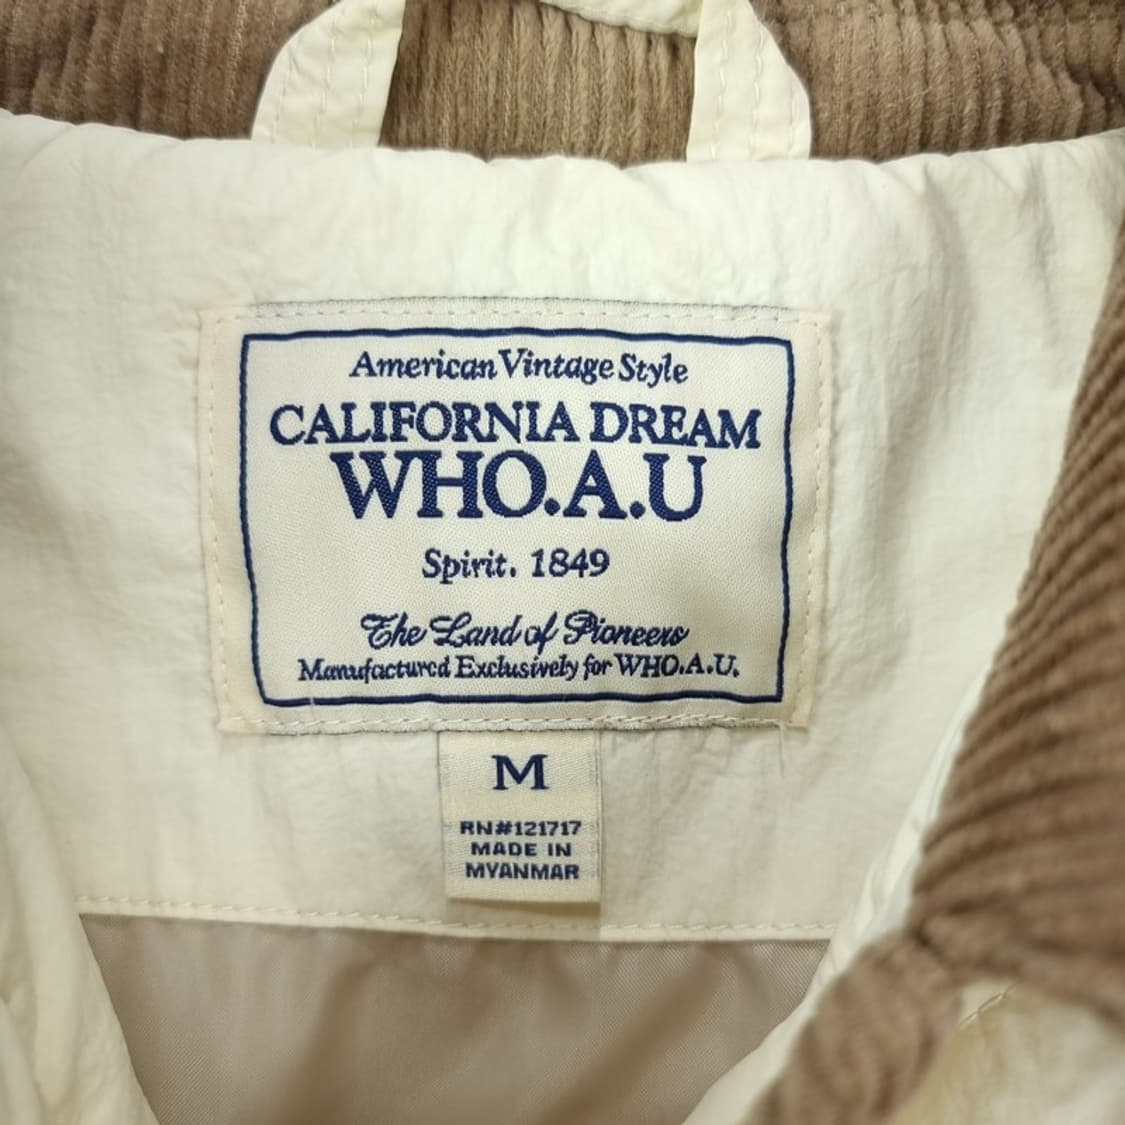 American Vintage Style
CALIFORNIA DREAM
WHO.A.U
Spirit. 1849
The Land of Pioneers
Manufactured Exclusively for WHO.A.U.
M
RN#121717
MADE IN
MYANMAR